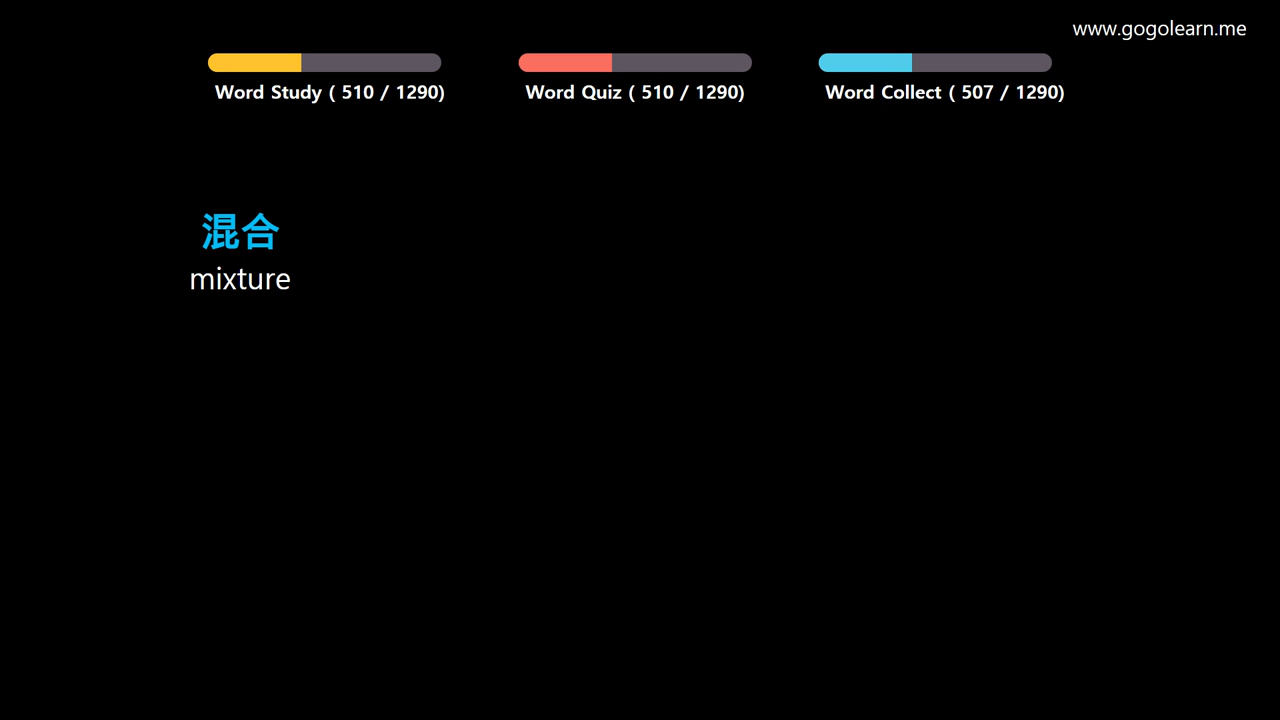 www.gogolearn.me
Word Study ( 510 / 1290)
Word Quiz ( 510 / 1290)
Word Collect ( 507 / 1290)
混合
mixture